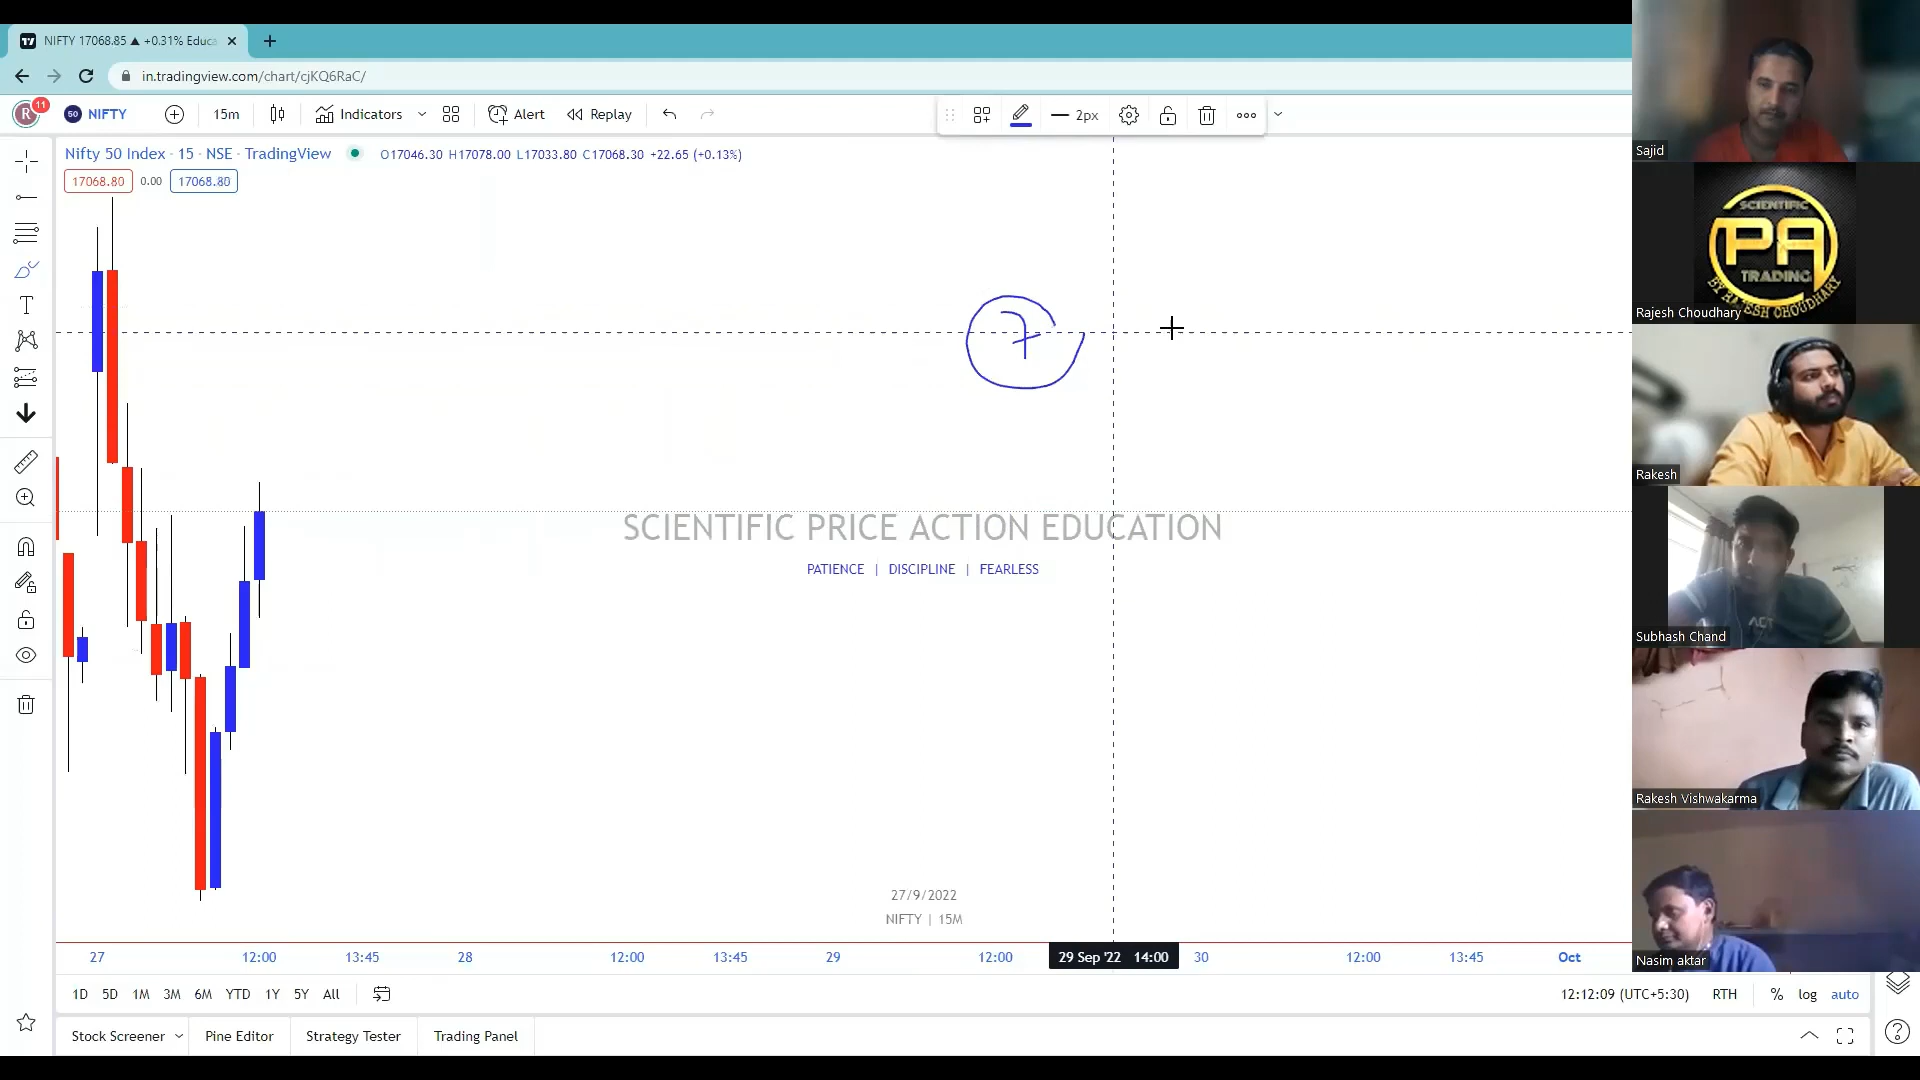 NIFTY 17068.85 ▲ +0.31% Educa
in.tradingview.com/chart/cjKQ6RaC/
R 11 50 NIFTY 15m Indicators Alert Replay 2px
Nifty 50 Index · 15 · NSE · TradingView O17046.30 H17078.00 L17033.80 C17068.30 +22.65 (+0.13%)
17068.80 0.00 17068.80
7
T
SCIENTIFIC PRICE ACTION EDUCATION
PATIENCE | DISCIPLINE | FEARLESS
27/9/2022
NIFTY | 15M
27 12:00 13:45 28 12:00 13:45 29 12:00 29 Sep '22 14:00 30 12:00 13:45 Oct
1D 5D 1M 3M 6M YTD 1Y 5Y All 12:12:09 (UTC+5:30) RTH % log auto
Stock Screener Pine Editor Strategy Tester Trading Panel
Sajid
SCIENTIFIC
PA
TRADING
BY RAJESH CHOUDHARY
Rajesh Choudhary
Rakesh
Subhash Chand
Rakesh Vishwakarma
Nasim aktar